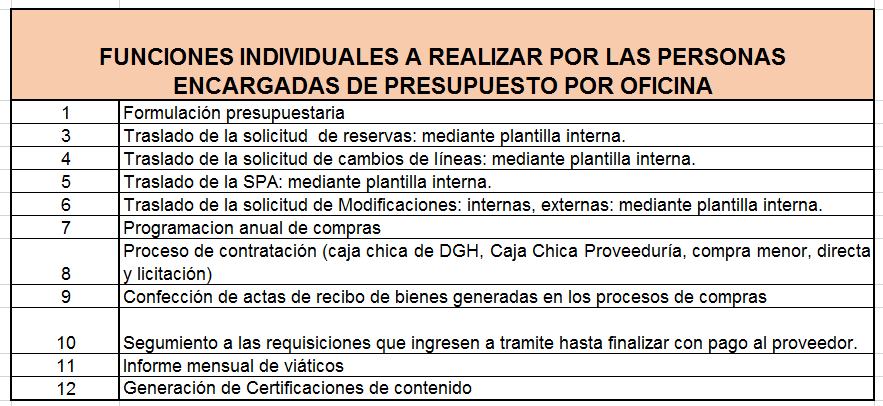 FUNCIONES INDIVIDUALES A REALIZAR POR LAS PERSONAS
ENCARGADAS DE PRESUPUESTO POR OFICINA
1 Formulación presupuestaria
3 Traslado de la solicitud  de reservas: mediante plantilla interna.
4 Traslado de la solicitud de cambios de líneas: mediante plantilla interna.
5 Traslado de la SPA: mediante plantilla interna.
6 Traslado de la solicitud de Modificaciones: internas, externas: mediante plantilla interna.
7 Programacion anual de compras
Proceso de contratación (caja chica de DGH, Caja Chica Proveeduría, compra menor, directa
8 y licitación)
9 Confección de actas de recibo de bienes generadas en los procesos de compras
10 Segumiento a las requisiciones que ingresen a tramite hasta finalizar con pago al proveedor.
11 Informe mensual de viáticos
12 Generación de Certificaciones de contenido